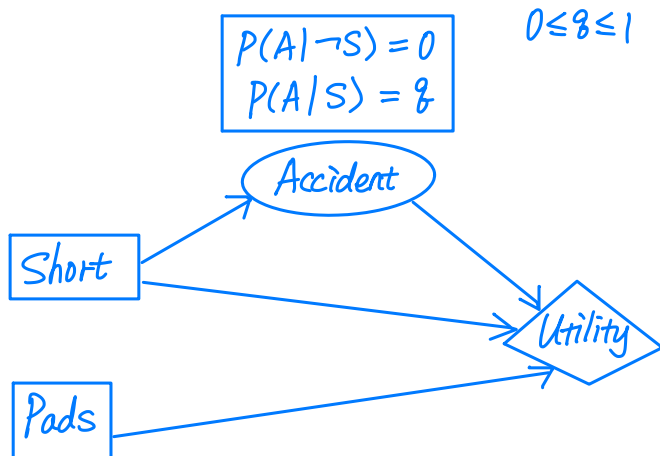 P(A|¬S) = 0
P(A|S) = q
0≤q≤1
Accident
Short
Utility
Pads